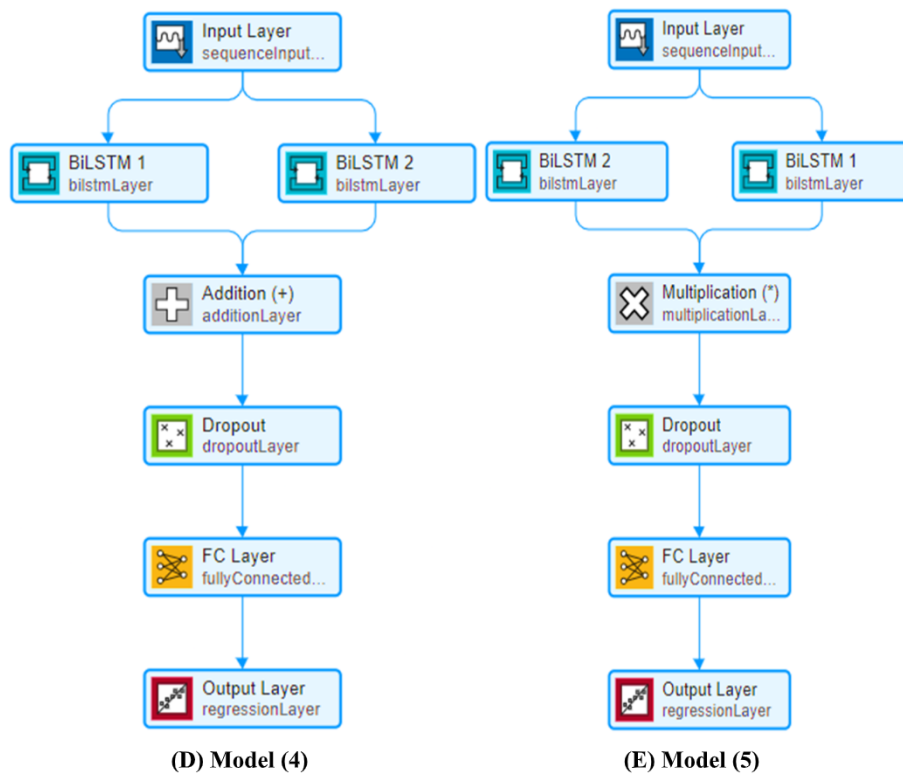 Input Layer
sequenceInput...
BiLSTM 1
bilstmLayer
BiLSTM 2
bilstmLayer
Addition (+)
additionLayer
Dropout
dropoutLayer
FC Layer
fullyConnected...
Output Layer
regressionLayer
(D) Model (4)
Input Layer
sequenceInput...
BiLSTM 2
bilstmLayer
BiLSTM 1
bilstmLayer
Multiplication (*)
multiplicationLa...
Dropout
dropoutLayer
FC Layer
fullyConnected...
Output Layer
regressionLayer
(E) Model (5)